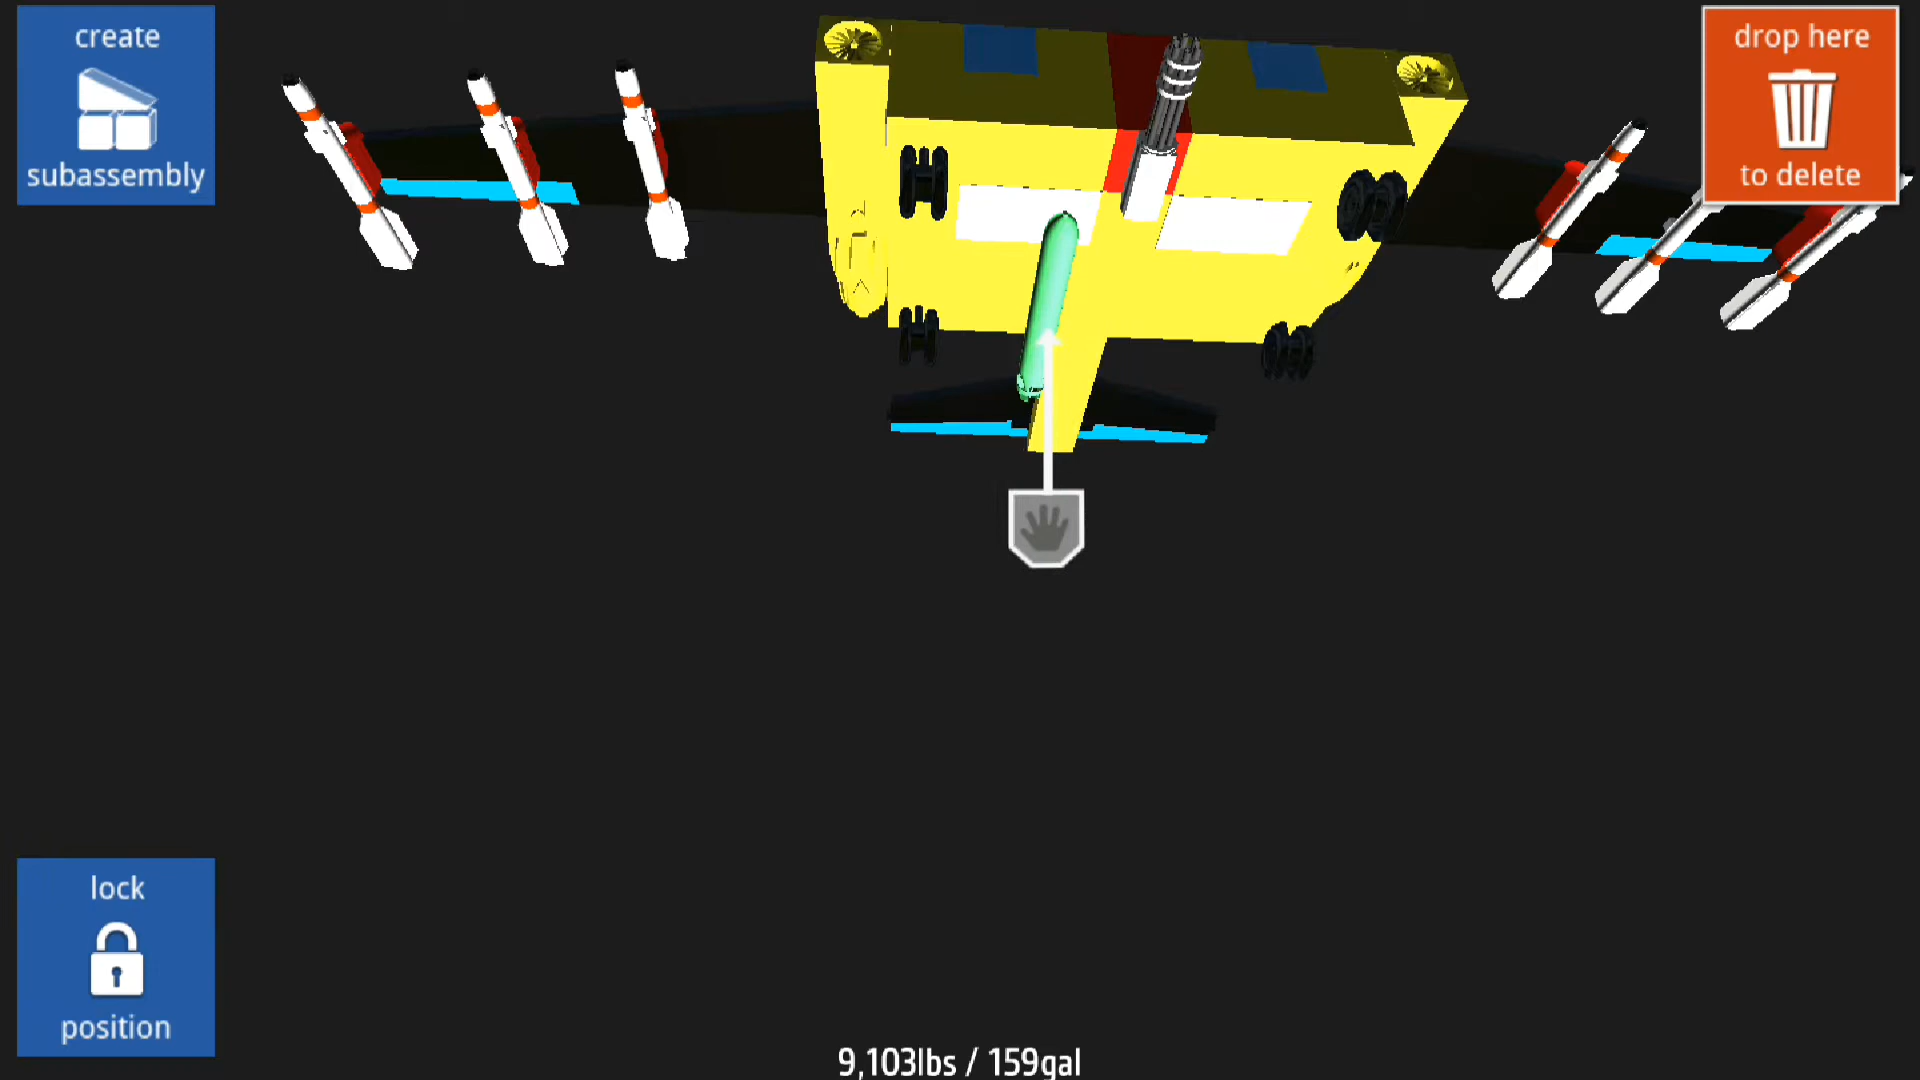 create
subassembly
drop here
to delete
lock
position
9,103lbs / 159gal